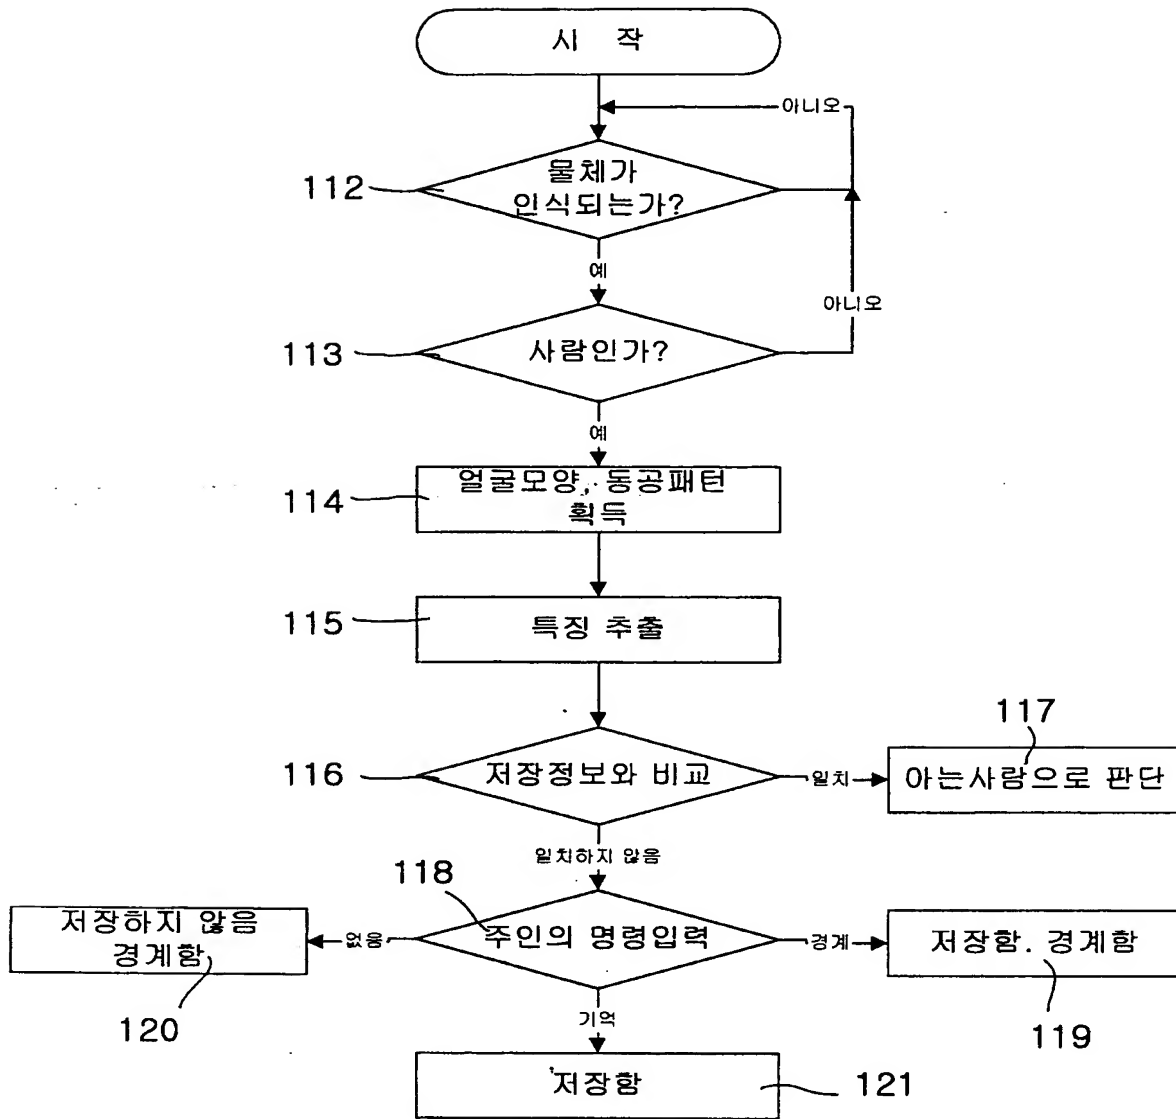 시 작
아니오
112
물체가
인식되는가?
예
아니오
113
사람인가?
예
114
얼굴모양, 동공패턴
획득
115
특징 추출
117
116
저장정보와 비교
일치
아는사람으로 판단
일치하지 않음
118
저장하지 않음
경계함
없음
주인의 명령입력
경계
저장함. 경계함
120
기억
119
저장함
121